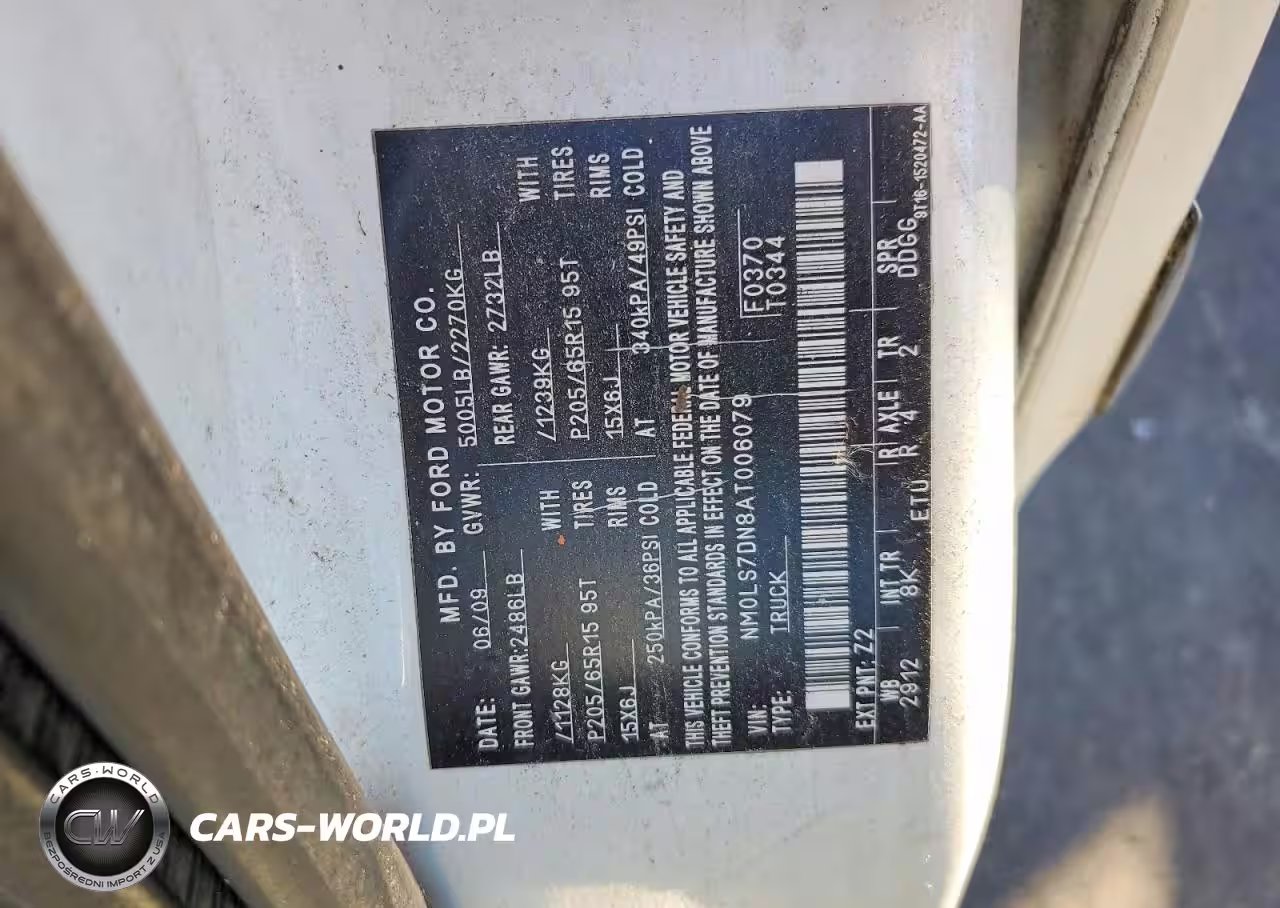 MFD. BY FORD MOTOR CO.
DATE: 06/09 GVWR: 5005LB/2270KG
FRONT GAWR: 2486LB REAR GAWR: 2732LB
/1128KG WITH /1239KG WITH
P205/65R15 95T TIRES P205/65R15 95T TIRES
15X6J RIMS 15X6J RIMS
AT 250kPA/36PSI COLD AT 340kPA/49PSI COLD
THIS VEHICLE CONFORMS TO ALL APPLICABLE FEDERAL MOTOR VEHICLE SAFETY AND
THEFT PREVENTION STANDARDS IN EFFECT ON THE DATE OF MANUFACTURE SHOWN ABOVE
VIN: NM0LS7DN8AT006079 F0370
TYPE: TRUCK T0344
EXT PNT: Z2
WB INT TR R AXLE TR SPR
2912 8K R 4 2 DDGG
ETU 9T16-1520472-AA
CARS-WORLD
CW
BEZPOŚREDNI IMPORT Z USA
CARS-WORLD.PL